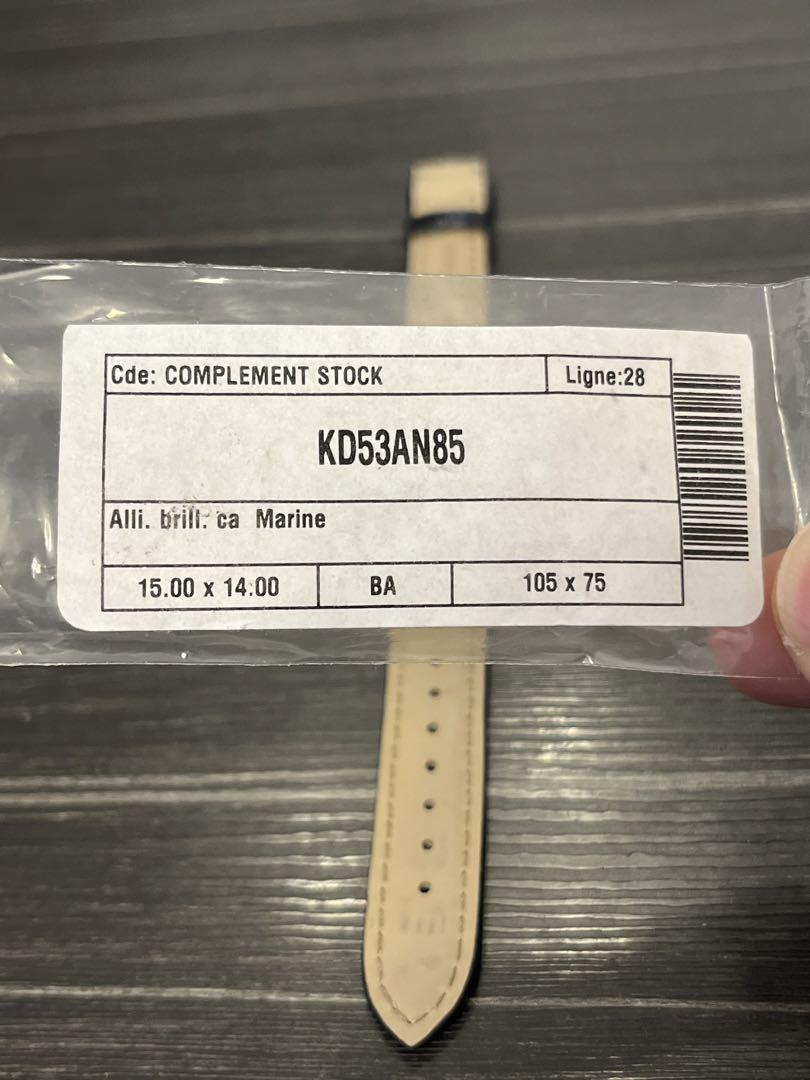 Cde: COMPLEMENT STOCK
Ligne:28
KD53AN85
Alli. brill. ca Marine
15.00 x 14.00
BA
105 x 75